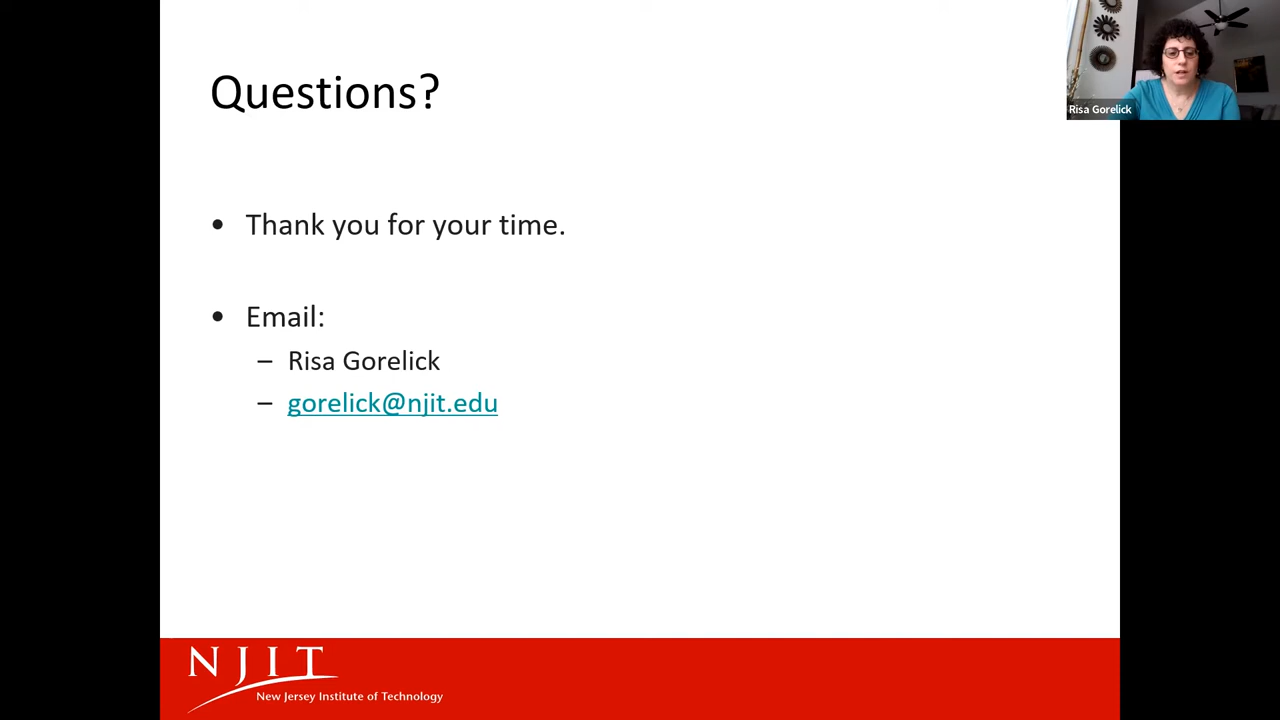 Questions?
• Thank you for your time.
• Email:
– Risa Gorelick
– gorelick@njit.edu
Risa Gorelick
NJIT
New Jersey Institute of Technology